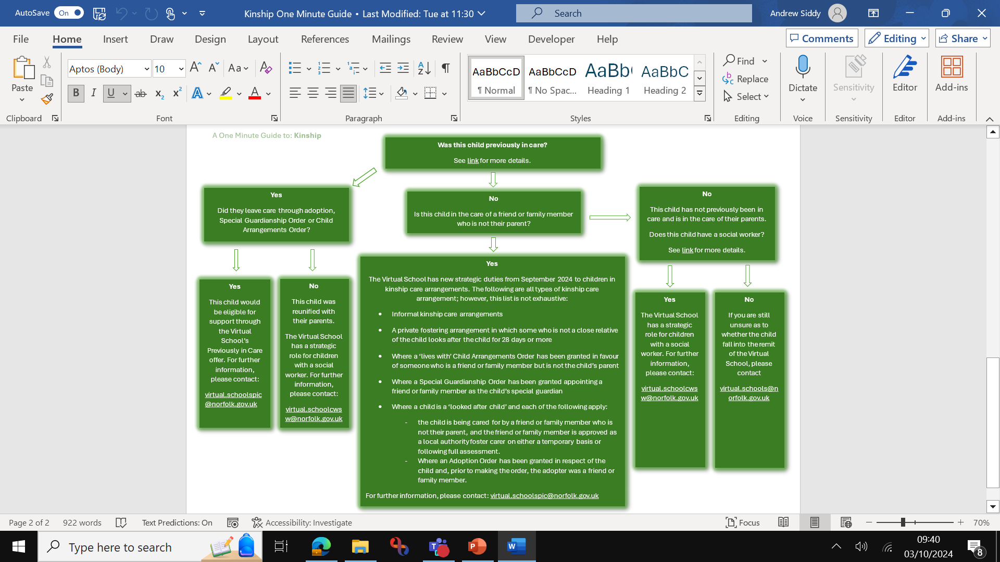 AutoSave On
Kinship One Minute Guide • Last Modified: Tue at 11:30
Search
Andrew Siddy
File Home Insert Draw Design Layout References Mailings Review View Developer Help
Comments Editing Share
Paste
Clipboard
Aptos (Body) 10
Font
Paragraph
AaBbCcD AaBbCcD AaBb( AaBbC
¶ Normal ¶ No Spac... Heading 1 Heading 2
Styles
Find
Replace
Select
Editing
Dictate
Voice
Sensitivity
Sensitivity
Editor
Editor
Add-ins
Add-ins
A One Minute Guide to: Kinship
Was this child previously in care?
See link for more details.
Yes
Did they leave care through adoption,
Special Guardianship Order or Child
Arrangements Order?
No
Is this child in the care of a friend or family member
who is not their parent?
No
This child has not previously been in
care and is in the care of their parents.
Does this child have a social worker?
See link for more details.
Yes
This child would
be eligible for
support through
the Virtual
School's
Previously in Care
offer. For further
information,
please contact:
virtual.schoolspic
@norfolk.gov.uk
No
This child was
reunified with
their parents.
The Virtual School
has a strategic
role for children
with a social
worker. For further
information,
please contact:
virtual.schoolcws
w@norfolk.gov.uk
Yes
The Virtual School has new strategic duties from September 2024 to children in
kinship care arrangements. The following are all types of kinship care
arrangement; however, this list is not exhaustive:
• Informal kinship care arrangements
• A private fostering arrangement in which some who is not a close relative
of the child looks after the child for 28 days or more
• Where a 'lives with' Child Arrangements Order has been granted in favour
of someone who is a friend or family member but is not the child's parent
• Where a Special Guardianship Order has been granted appointing a
friend or family member as the child's special guardian
• Where a child is a 'looked after child' and each of the following apply:
- the child is being cared for by a friend or family member who is
not their parent, and the friend or family member is approved as
a local authority foster carer on either a temporary basis or
following full assessment.
- Where an Adoption Order has been granted in respect of the
child and, prior to making the order, the adopter was a friend or
family member.
For further information, please contact: virtual.schoolspic@norfolk.gov.uk
Yes
The Virtual School
has a strategic
role for children
with a social
worker. For further
information,
please contact:
virtual.schoolcws
w@norfolk.gov.uk
No
If you are still
unsure as to
whether the child
fall into the remit
of the Virtual
School, please
contact
virtual.schools@n
orfolk.gov.uk
Page 2 of 2 922 words Text Predictions: On Accessibility: Investigate Focus 70%
Type here to search
09:40
03/10/2024
8